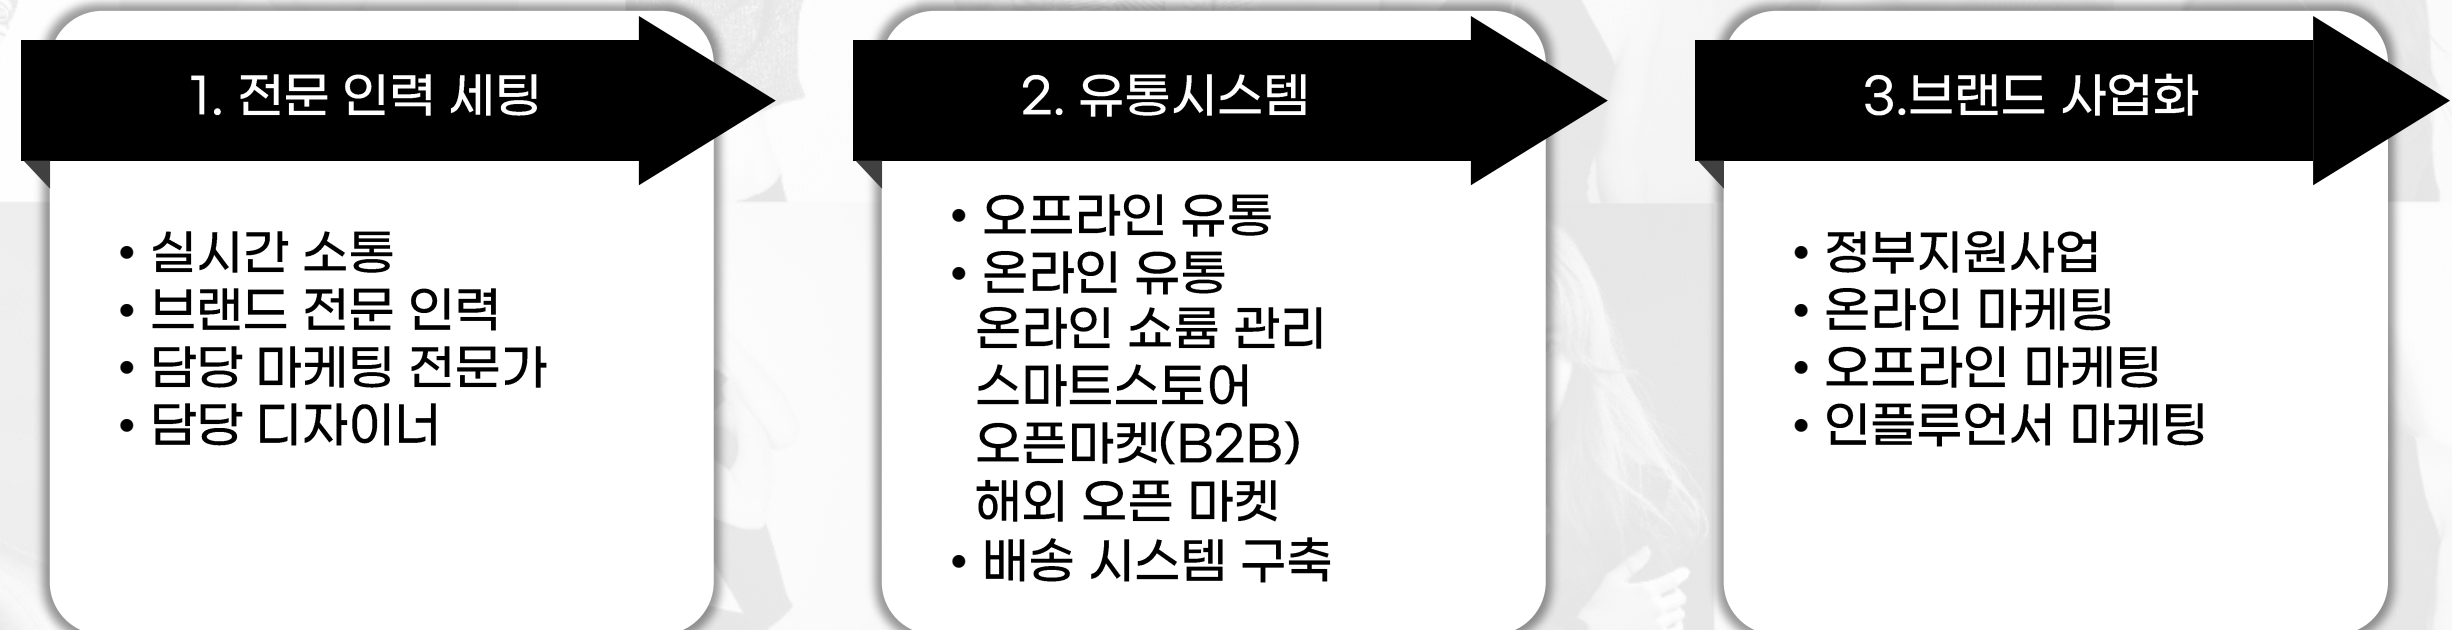 1. 전문 인력 세팅
• 실시간 소통
• 브랜드 전문 인력
• 담당 마케팅 전문가
• 담당 디자이너
2. 유통시스템
• 오프라인 유통
• 온라인 유통
온라인 쇼륨 관리
스마트스토어
오픈마켓(B2B)
해외 오픈 마켓
• 배송 시스템 구축
3.브랜드 사업화
• 정부지원사업
• 온라인 마케팅
• 오프라인 마케팅
• 인플루언서 마케팅